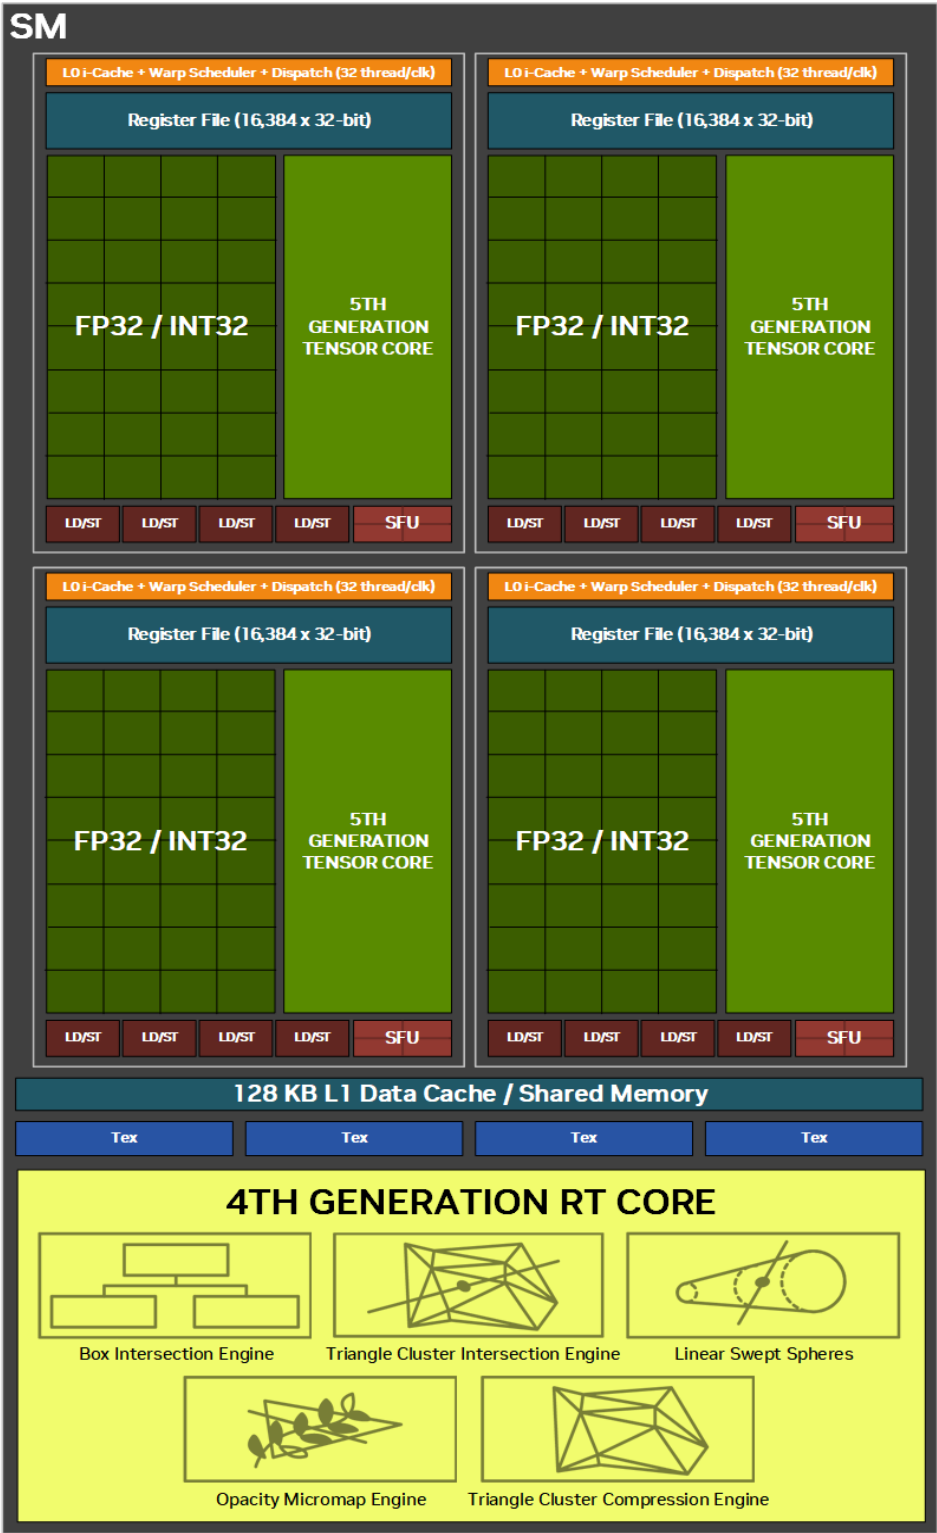 SM
L0 i-Cache + Warp Scheduler + Dispatch (32 thread/clk)
Register File (16,384 x 32-bit)
FP32 / INT32
5TH
GENERATION
TENSOR CORE
LD/ST LD/ST LD/ST LD/ST SFU
L0 i-Cache + Warp Scheduler + Dispatch (32 thread/clk)
Register File (16,384 x 32-bit)
FP32 / INT32
5TH
GENERATION
TENSOR CORE
LD/ST LD/ST LD/ST LD/ST SFU
L0 i-Cache + Warp Scheduler + Dispatch (32 thread/clk)
Register File (16,384 x 32-bit)
FP32 / INT32
5TH
GENERATION
TENSOR CORE
LD/ST LD/ST LD/ST LD/ST SFU
L0 i-Cache + Warp Scheduler + Dispatch (32 thread/clk)
Register File (16,384 x 32-bit)
FP32 / INT32
5TH
GENERATION
TENSOR CORE
LD/ST LD/ST LD/ST LD/ST SFU
128 KB L1 Data Cache / Shared Memory
Tex Tex Tex Tex
4TH GENERATION RT CORE
Box Intersection Engine
Triangle Cluster Intersection Engine
Linear Swept Spheres
Opacity Micromap Engine
Triangle Cluster Compression Engine